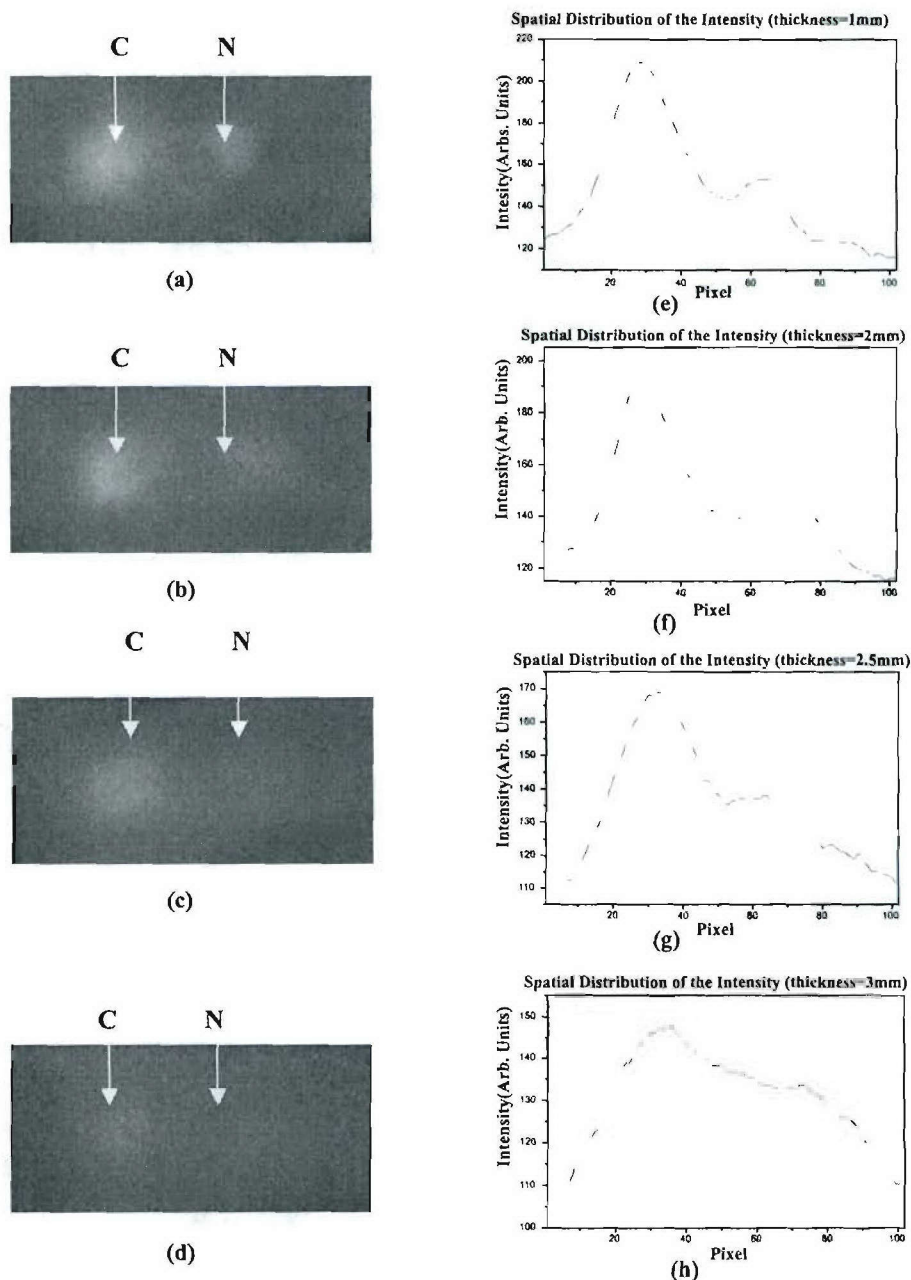 C N
(a)
C N
(b)
C N
(c)
C N
(d)
Spatial Distribution of the Intensity (thickness=1mm)
Intesity(Arbs. Units)
220
200
180
160
140
120
20 40 60 80 100
Pixel
(e)
Spatial Distribution of the Intensity (thickness=2mm)
Intensity(Arb. Units)
200
180
160
140
120
20 40 60 80 100
Pixel
(f)
Spatial Distribution of the Intensity (thickness=2.5mm)
Intensity(Arb. Units)
170
160
150
140
130
120
110
20 40 60 80 100
Pixel
(g)
Spatial Distribution of the Intensity (thickness=3mm)
Intensity(Arb. Units)
150
140
130
120
110
100
20 40 60 80 100
Pixel
(h)